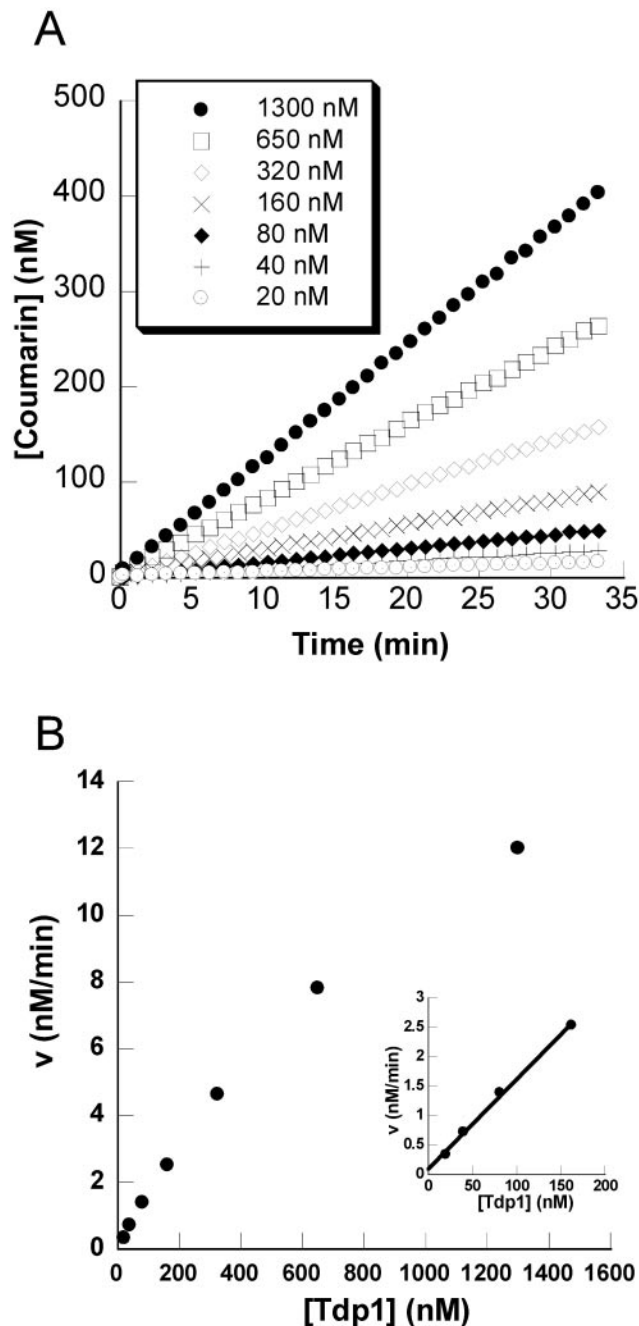 A
500
400
300
200
100
0
[Coumarin] (nM)
1300 nM
650 nM
320 nM
160 nM
80 nM
40 nM
20 nM
0 5 10 15 20 25 30 35
Time (min)
B
14
12
10
8
6
4
2
0
v (nM/min)
3
2.5
2
1.5
1
0.5
0
v (nM/min)
0 50 100 150 200
[Tdp1] (nM)
0 200 400 600 800 1000 1200 1400 1600
[Tdp1] (nM)